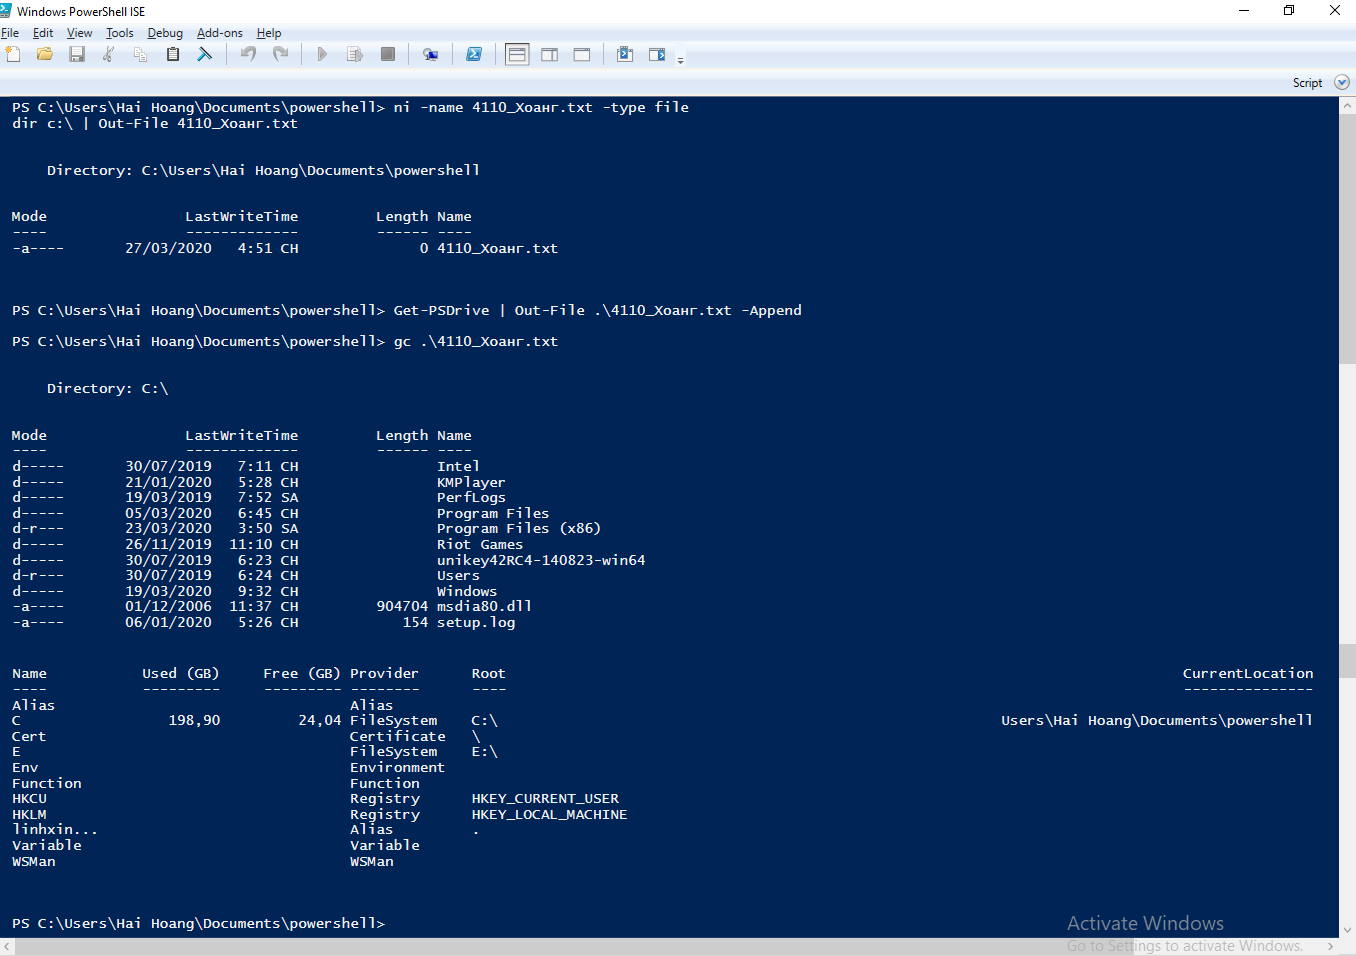 Windows PowerShell ISE
File Edit View Tools Debug Add-ons Help
Script
PS C:\Users\Hai Hoang\Documents\powershell> ni -name 4110_Хоанг.txt -type file
dir c:\ | Out-File 4110_Хоанг.txt
Directory: C:\Users\Hai Hoang\Documents\powershell
Mode LastWriteTime Length Name
---- ------------- ------ ----
-a---- 27/03/2020 4:51 CH 0 4110_Хоанг.txt
PS C:\Users\Hai Hoang\Documents\powershell> Get-PSDrive | Out-File .\4110_Хоанг.txt -Append
PS C:\Users\Hai Hoang\Documents\powershell> gc .\4110_Хоанг.txt
Directory: C:\
Mode LastWriteTime Length Name
---- ------------- ------ ----
d----- 30/07/2019 7:11 CH Intel
d----- 21/01/2020 5:28 CH KMPlayer
d----- 19/03/2019 7:52 SA PerfLogs
d----- 05/03/2020 6:45 CH Program Files
d-r--- 23/03/2020 3:50 SA Program Files (x86)
d----- 26/11/2019 11:10 CH Riot Games
d----- 30/07/2019 6:23 CH unikey42RC4-140823-win64
d-r--- 30/07/2019 6:24 CH Users
d----- 19/03/2020 9:32 CH Windows
-a---- 01/12/2006 11:37 CH 904704 msdia80.dll
-a---- 06/01/2020 5:26 CH 154 setup.log
Name Used (GB) Free (GB) Provider Root CurrentLocation
---- --------- --------- -------- ---- ---------------
Alias Alias
C 198,90 24,04 FileSystem C:\ Users\Hai Hoang\Documents\powershell
Cert Certificate \
E FileSystem E:\
Env Environment
Function Function
HKCU Registry HKEY_CURRENT_USER
HKLM Registry HKEY_LOCAL_MACHINE
linhxin... Alias .
Variable Variable
WSMan WSMan
PS C:\Users\Hai Hoang\Documents\powershell>
Activate Windows
Go to Settings to activate Windows.